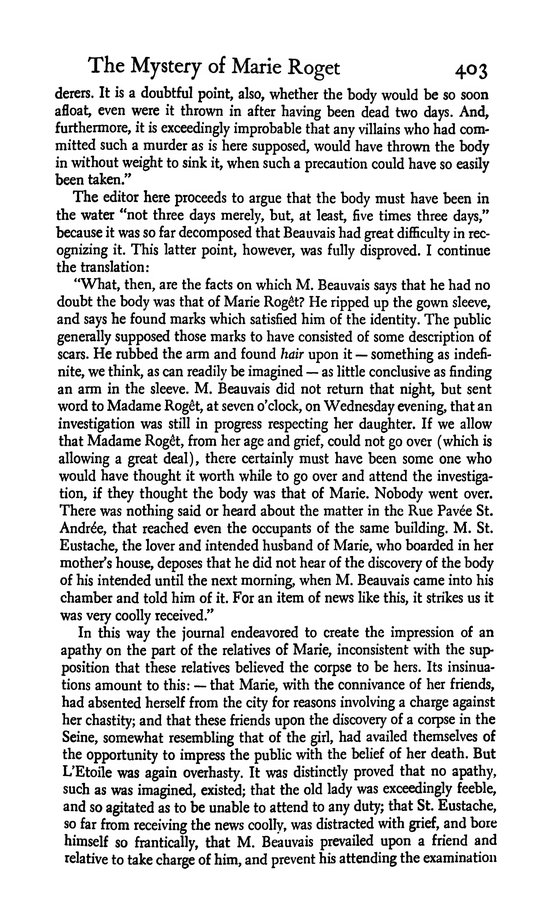 The Mystery of Marie Roget 403
derers. It is a doubtful point, also, whether the body would be so soon
afloat, even were it thrown in after having been dead two days. And,
furthermore, it is exceedingly improbable that any villains who had com-
mitted such a murder as is here supposed, would have thrown the body
in without weight to sink it, when such a precaution could have so easily
been taken.”
The editor here proceeds to argue that the body must have been in
the water “not three days merely, but, at least, five times three days,”
because it was so far decomposed that Beauvais had great difficulty in rec-
ognizing it. This latter point, however, was fully disproved. I continue
the translation:
“What, then, are the facts on which M. Beauvais says that he had no
doubt the body was that of Marie Rogêt? He ripped up the gown sleeve,
and says he found marks which satisfied him of the identity. The public
generally supposed those marks to have consisted of some description of
scars. He rubbed the arm and found hair upon it — something as indefi-
nite, we think, as can readily be imagined — as little conclusive as finding
an arm in the sleeve. M. Beauvais did not return that night, but sent
word to Madame Rogêt, at seven o’clock, on Wednesday evening, that an
investigation was still in progress respecting her daughter. If we allow
that Madame Rogêt, from her age and grief, could not go over (which is
allowing a great deal), there certainly must have been some one who
would have thought it worth while to go over and attend the investiga-
tion, if they thought the body was that of Marie. Nobody went over.
There was nothing said or heard about the matter in the Rue Pavée St.
Andrée, that reached even the occupants of the same building. M. St.
Eustache, the lover and intended husband of Marie, who boarded in her
mother’s house, deposes that he did not hear of the discovery of the body
of his intended until the next morning, when M. Beauvais came into his
chamber and told him of it. For an item of news like this, it strikes us it
was very coolly received.”
In this way the journal endeavored to create the impression of an
apathy on the part of the relatives of Marie, inconsistent with the sup-
position that these relatives believed the corpse to be hers. Its insinua-
tions amount to this: — that Marie, with the connivance of her friends,
had absented herself from the city for reasons involving a charge against
her chastity; and that these friends upon the discovery of a corpse in the
Seine, somewhat resembling that of the girl, had availed themselves of
the opportunity to impress the public with the belief of her death. But
L’Etoile was again overhasty. It was distinctly proved that no apathy,
such as was imagined, existed; that the old lady was exceedingly feeble,
and so agitated as to be unable to attend to any duty; that St. Eustache,
so far from receiving the news coolly, was distracted with grief, and bore
himself so frantically, that M. Beauvais prevailed upon a friend and
relative to take charge of him, and prevent his attending the examination